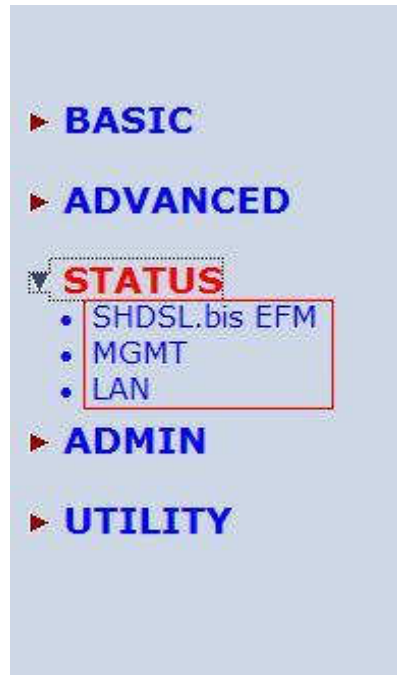 BASIC
ADVANCED
STATUS
SHDSL.bis EFM
MGMT
LAN
ADMIN
UTILITY